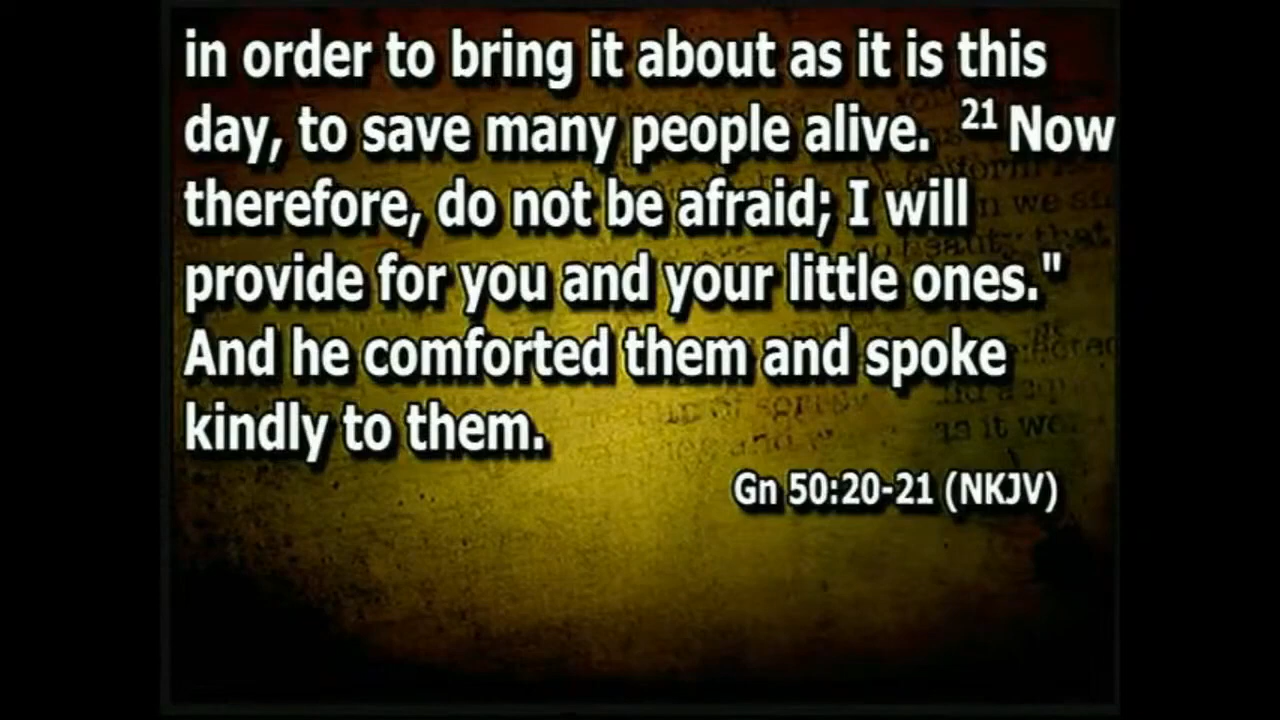 in order to bring it about as it is this
day, to save many people alive. 21 Now
therefore, do not be afraid; I will
provide for you and your little ones."
And he comforted them and spoke
kindly to them.
Gn 50:20-21 (NKJV)